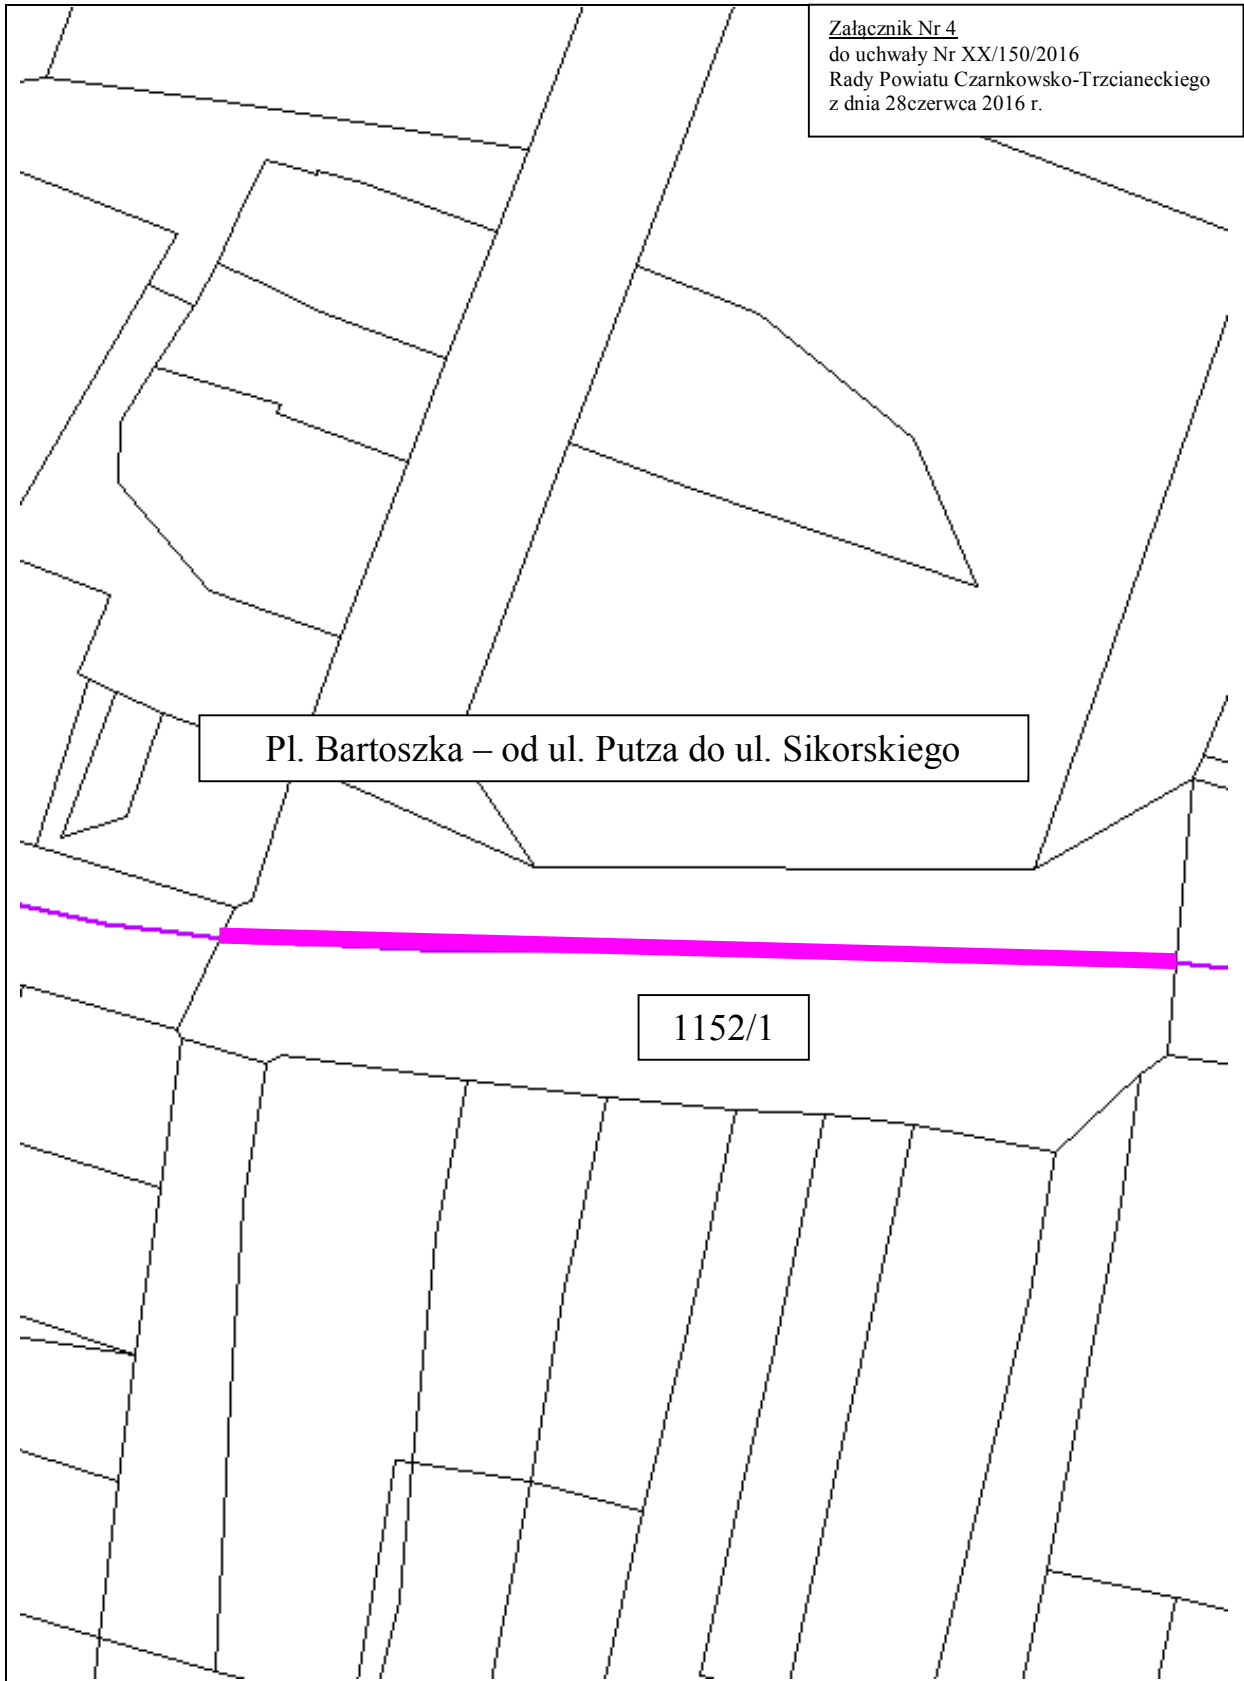 Załącznik Nr 4
do uchwały Nr XX/150/2016
Rady Powiatu Czarnkowsko-Trzcianeckiego
z dnia 28czerwca 2016 r.
Pl. Bartoszka – od ul. Putza do ul. Sikorskiego
1152/1